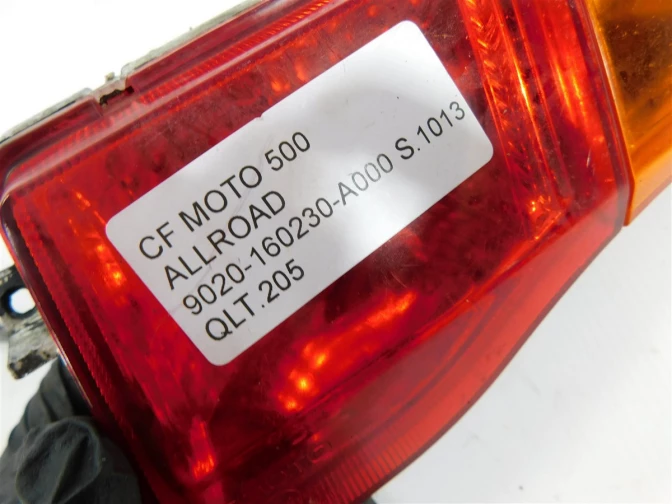 CF MOTO 500
ALLROAD
9020-160230-A000 S.1013
QLT.205